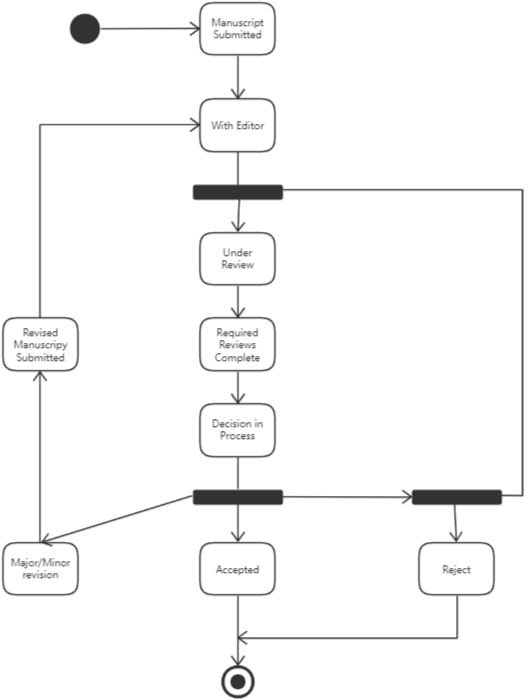 Manuscript
Submitted
With Editor
Under
Review
Revised
Manuscripy
Submitted
Required
Reviews
Complete
Decision in
Process
Major/Minor
revision
Accepted
Reject